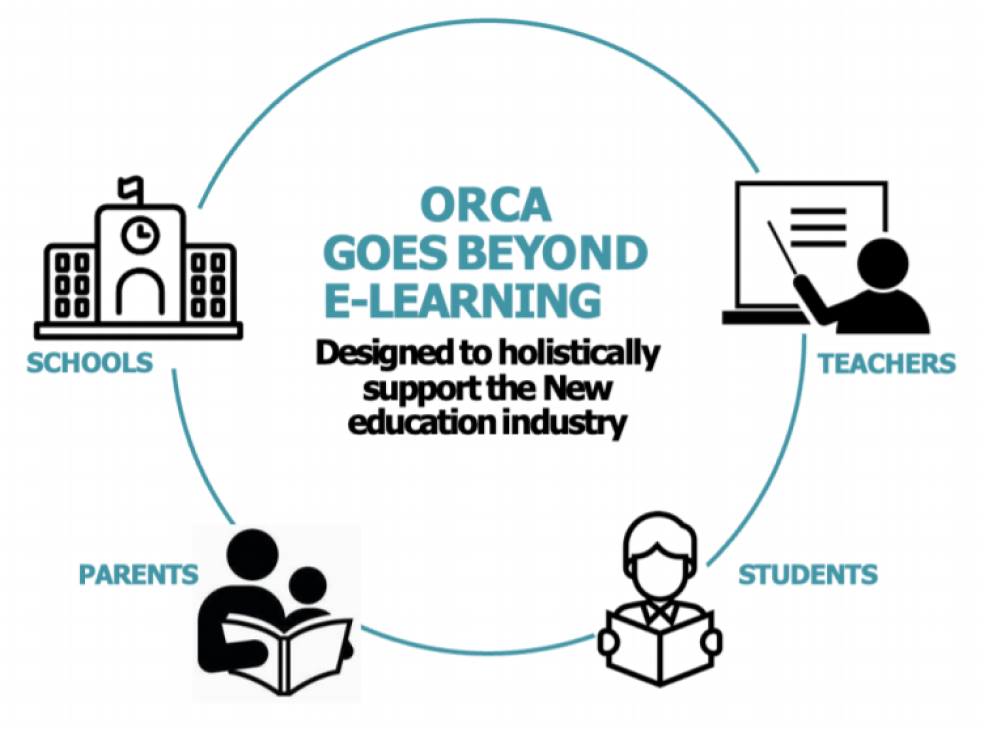 ORCA
GOES BEYOND
E-LEARNING
Designed to holistically
support the New
education industry
SCHOOLS
TEACHERS
PARENTS
STUDENTS